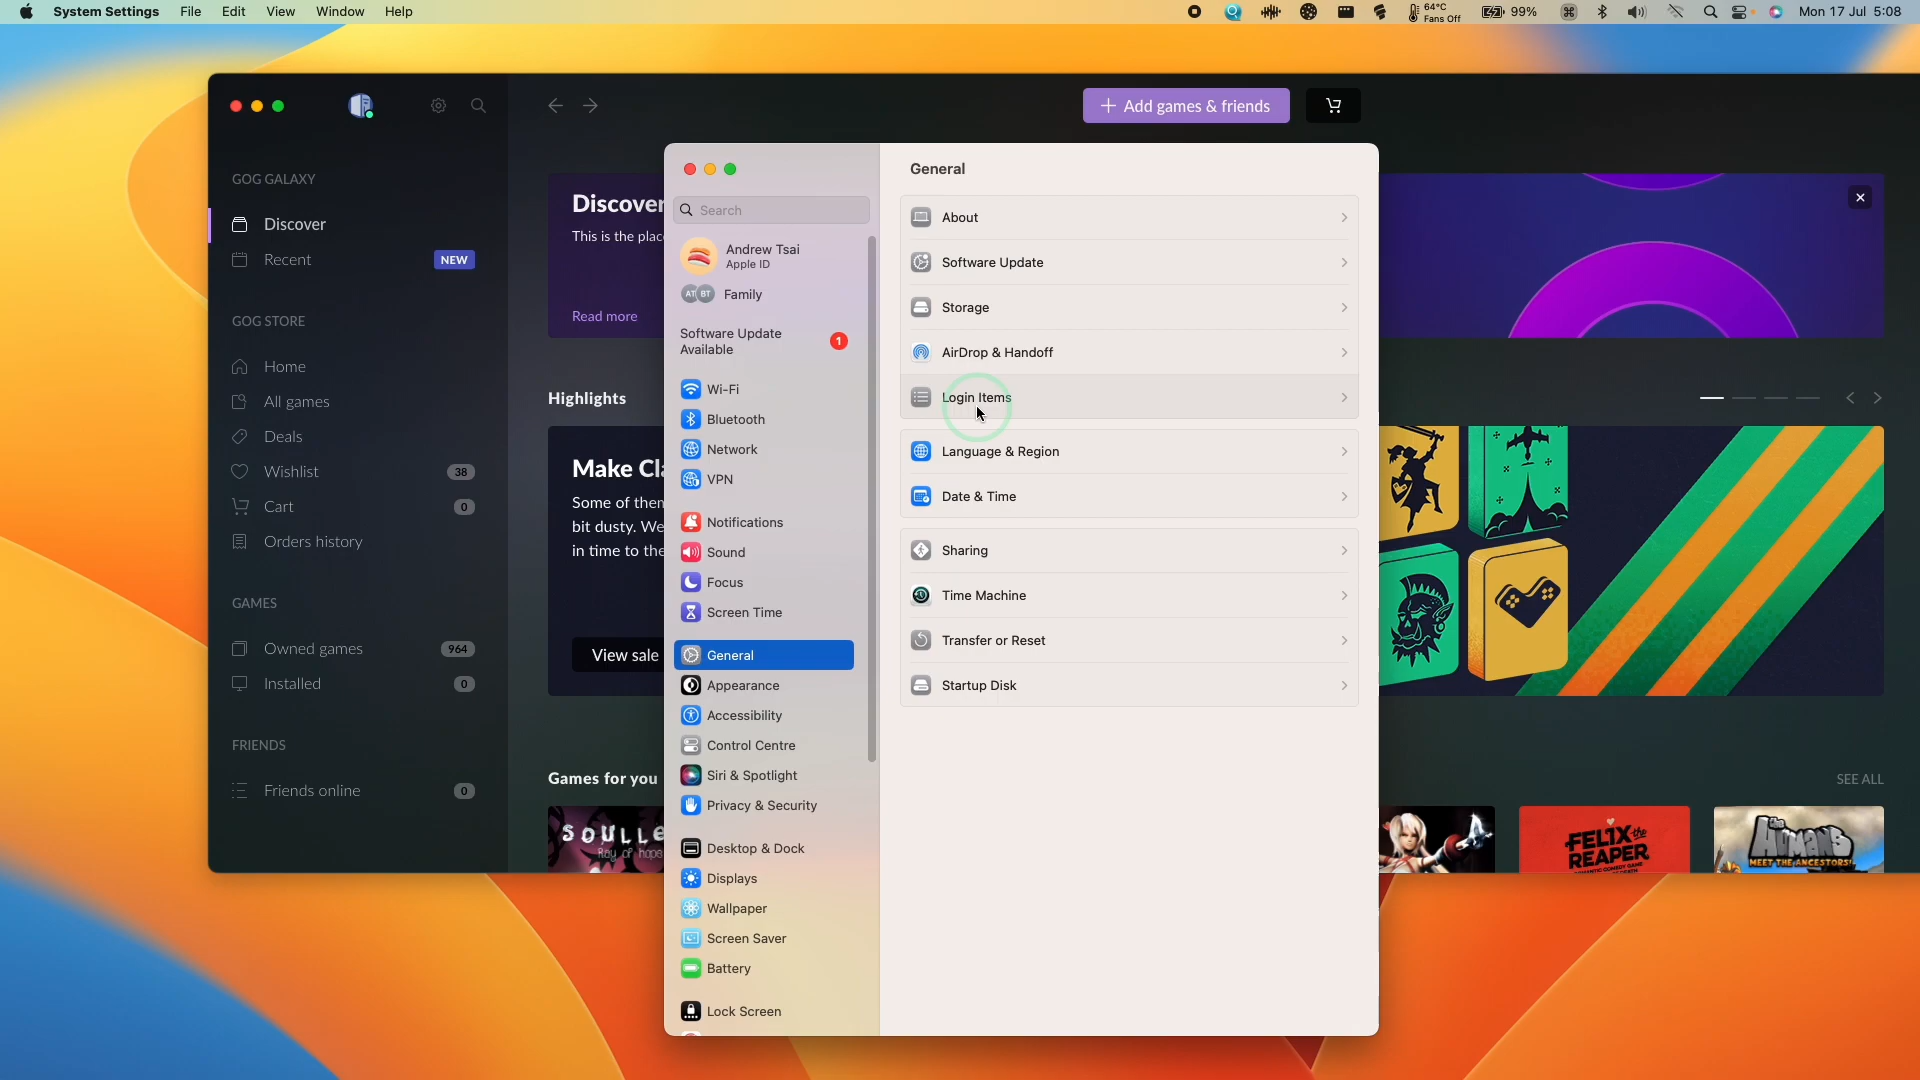 System Settings File Edit View Window Help
64°C Fans Off 99% Mon 17 Jul 5:08
Add games & friends
GOG GALAXY
Discover
Recent NEW
GOG STORE
Home
All games
Deals
Wishlist 38
Cart 0
Orders history
GAMES
Owned games 964
Installed 0
FRIENDS
Friends online 0
Discover
This is the
Read more
Highlights
Some of
bit dusty.
in time to
View sale
Games for you
SEE ALL
Ray of hope
FELIX the REAPER
the Humans
MEET THE ANCESTORS!
Search
Andrew Tsai
Apple ID
AT BT Family
Software Update
Available 1
Wi-Fi
Bluetooth
Network
VPN
Notifications
Sound
Focus
Screen Time
General
Appearance
Accessibility
Control Centre
Siri & Spotlight
Privacy & Security
Desktop & Dock
Displays
Wallpaper
Screen Saver
Battery
Lock Screen
General
About
Software Update
Storage
AirDrop & Handoff
Login Items
Language & Region
Date & Time
Sharing
Time Machine
Transfer or Reset
Startup Disk